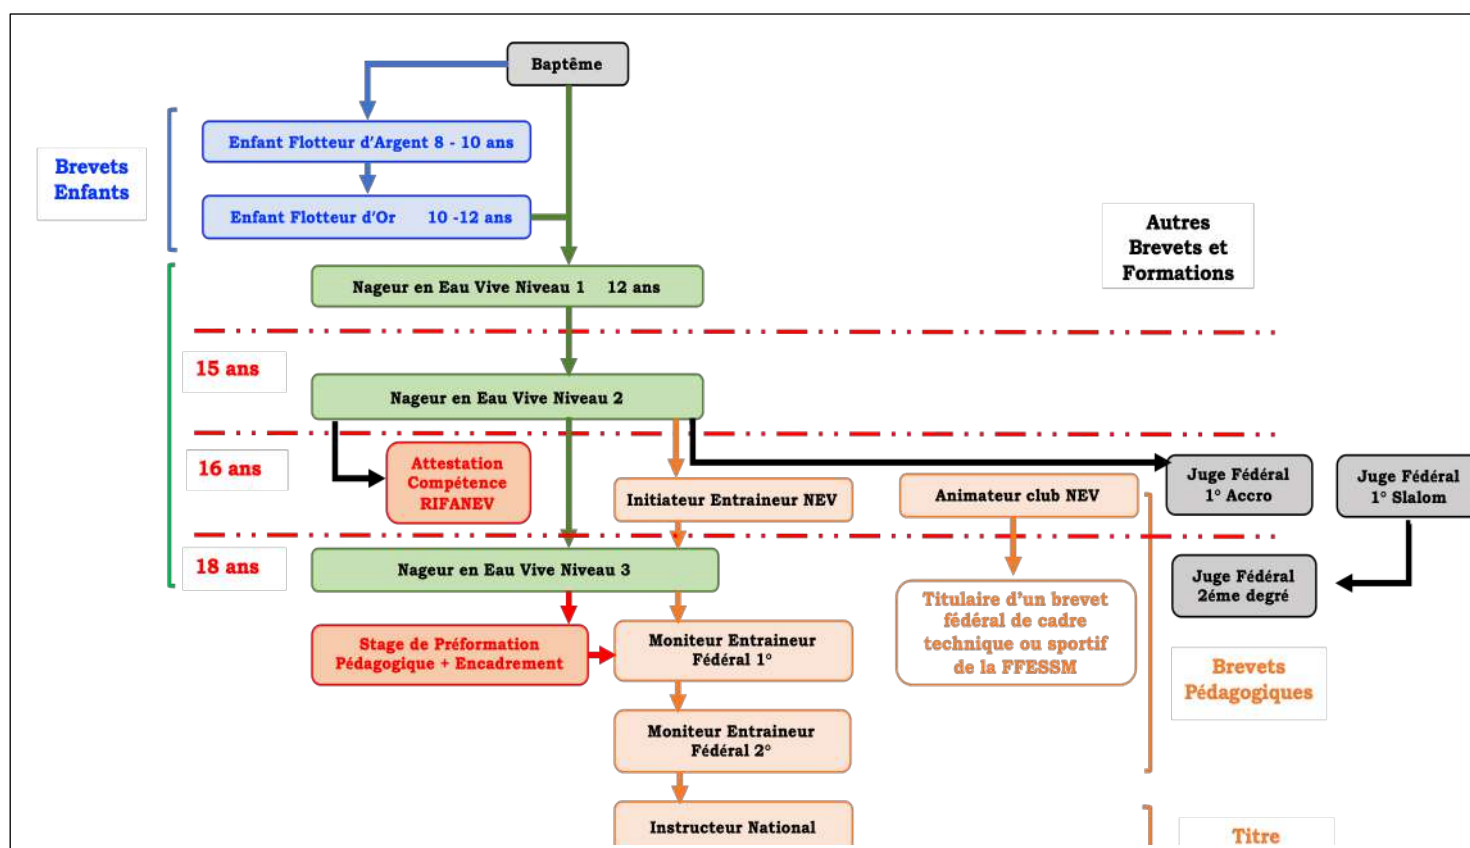 Baptême
Enfant Flotteur d'Argent 8 - 10 ans
Brevets
Enfants
Enfant Flotteur d'Or 10 -12 ans
Autres
Brevets et
Formations
Nageur en Eau Vive Niveau 1 12 ans
15 ans
Nageur en Eau Vive Niveau 2
16 ans
Attestation
Compétence
RIFANEV
Initiateur Entraineur NEV
Animateur club NEV
Juge Fédéral
1° Accro
Juge Fédéral
1° Slalom
18 ans
Nageur en Eau Vive Niveau 3
Juge Fédéral
2éme degré
Titulaire d'un brevet
fédéral de cadre
technique ou sportif
de la FFESSM
Stage de Préformation
Pédagogique + Encadrement
Moniteur Entraineur
Fédéral 1°
Brevets
Pédagogiques
Moniteur Entraineur
Fédéral 2°
Instructeur National
Titre